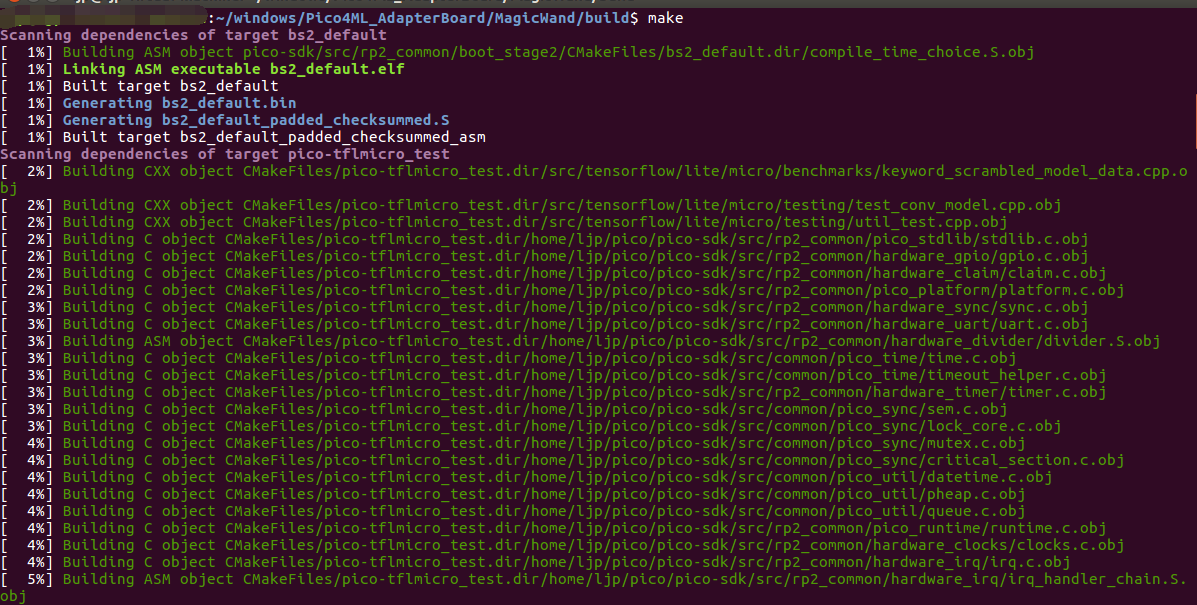 :~/windows/Pico4ML_AdapterBoard/MagicWand/build$ make
Scanning dependencies of target bs2_default
[  1%] Building ASM object pico-sdk/src/rp2_common/boot_stage2/CMakeFiles/bs2_default.dir/compile_time_choice.S.obj
[  1%] Linking ASM executable bs2_default.elf
[  1%] Built target bs2_default
[  1%] Generating bs2_default.bin
[  1%] Generating bs2_default_padded_checksummed.S
[  1%] Built target bs2_default_padded_checksummed_asm
Scanning dependencies of target pico-tflmicro_test
[  2%] Building CXX object CMakeFiles/pico-tflmicro_test.dir/src/tensorflow/lite/micro/benchmarks/keyword_scrambled_model_data.cpp.o
bj
[  2%] Building CXX object CMakeFiles/pico-tflmicro_test.dir/src/tensorflow/lite/micro/testing/test_conv_model.cpp.obj
[  2%] Building CXX object CMakeFiles/pico-tflmicro_test.dir/src/tensorflow/lite/micro/testing/util_test.cpp.obj
[  2%] Building C object CMakeFiles/pico-tflmicro_test.dir/home/ljp/pico/pico-sdk/src/rp2_common/pico_stdlib/stdlib.c.obj
[  2%] Building C object CMakeFiles/pico-tflmicro_test.dir/home/ljp/pico/pico-sdk/src/rp2_common/hardware_gpio/gpio.c.obj
[  2%] Building C object CMakeFiles/pico-tflmicro_test.dir/home/ljp/pico/pico-sdk/src/rp2_common/hardware_claim/claim.c.obj
[  2%] Building C object CMakeFiles/pico-tflmicro_test.dir/home/ljp/pico/pico-sdk/src/rp2_common/pico_platform/platform.c.obj
[  3%] Building C object CMakeFiles/pico-tflmicro_test.dir/home/ljp/pico/pico-sdk/src/rp2_common/hardware_sync/sync.c.obj
[  3%] Building C object CMakeFiles/pico-tflmicro_test.dir/home/ljp/pico/pico-sdk/src/rp2_common/hardware_uart/uart.c.obj
[  3%] Building ASM object CMakeFiles/pico-tflmicro_test.dir/home/ljp/pico/pico-sdk/src/rp2_common/hardware_divider/divider.S.obj
[  3%] Building C object CMakeFiles/pico-tflmicro_test.dir/home/ljp/pico/pico-sdk/src/common/pico_time/time.c.obj
[  3%] Building C object CMakeFiles/pico-tflmicro_test.dir/home/ljp/pico/pico-sdk/src/common/pico_time/timeout_helper.c.obj
[  3%] Building C object CMakeFiles/pico-tflmicro_test.dir/home/ljp/pico/pico-sdk/src/rp2_common/hardware_timer/timer.c.obj
[  3%] Building C object CMakeFiles/pico-tflmicro_test.dir/home/ljp/pico/pico-sdk/src/common/pico_sync/sem.c.obj
[  3%] Building C object CMakeFiles/pico-tflmicro_test.dir/home/ljp/pico/pico-sdk/src/common/pico_sync/lock_core.c.obj
[  4%] Building C object CMakeFiles/pico-tflmicro_test.dir/home/ljp/pico/pico-sdk/src/common/pico_sync/mutex.c.obj
[  4%] Building C object CMakeFiles/pico-tflmicro_test.dir/home/ljp/pico/pico-sdk/src/common/pico_sync/critical_section.c.obj
[  4%] Building C object CMakeFiles/pico-tflmicro_test.dir/home/ljp/pico/pico-sdk/src/common/pico_util/datetime.c.obj
[  4%] Building C object CMakeFiles/pico-tflmicro_test.dir/home/ljp/pico/pico-sdk/src/common/pico_util/pheap.c.obj
[  4%] Building C object CMakeFiles/pico-tflmicro_test.dir/home/ljp/pico/pico-sdk/src/common/pico_util/queue.c.obj
[  4%] Building C object CMakeFiles/pico-tflmicro_test.dir/home/ljp/pico/pico-sdk/src/rp2_common/pico_runtime/runtime.c.obj
[  4%] Building C object CMakeFiles/pico-tflmicro_test.dir/home/ljp/pico/pico-sdk/src/rp2_common/hardware_clocks/clocks.c.obj
[  4%] Building C object CMakeFiles/pico-tflmicro_test.dir/home/ljp/pico/pico-sdk/src/rp2_common/hardware_irq/irq.c.obj
[  5%] Building ASM object CMakeFiles/pico-tflmicro_test.dir/home/ljp/pico/pico-sdk/src/rp2_common/hardware_irq/irq_handler_chain.S.
obj